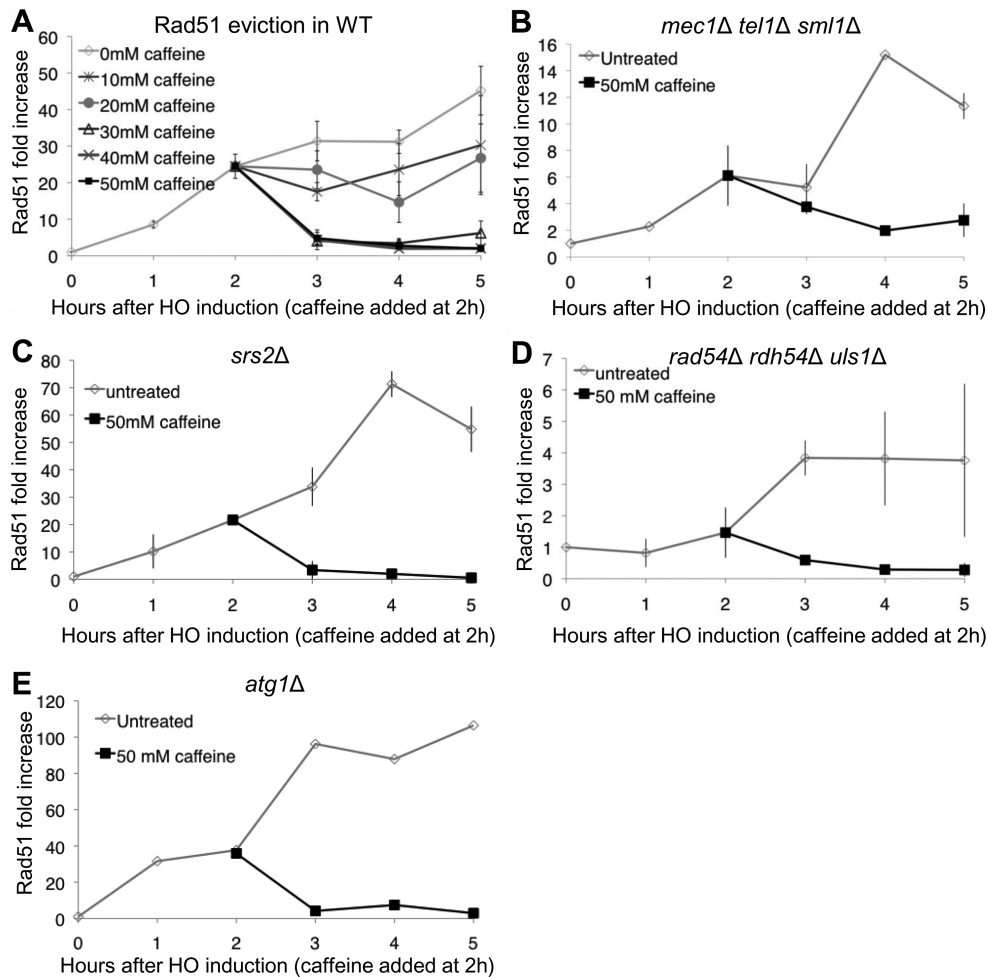 A
Rad51 eviction in WT
Rad51 fold increase
60
50
40
30
20
10
0
0mM caffeine
10mM caffeine
20mM caffeine
30mM caffeine
40mM caffeine
50mM caffeine
0 1 2 3 4 5
Hours after HO induction (caffeine added at 2h)
B
mec1Δ tel1Δ sml1Δ
Rad51 fold increase
16
14
12
10
8
6
4
2
0
Untreated
50mM caffeine
0 1 2 3 4 5
Hours after HO induction (caffeine added at 2h)
C
srs2Δ
Rad51 fold increase
80
70
60
50
40
30
20
10
0
untreated
50mM caffeine
0 1 2 3 4 5
Hours after HO induction (caffeine added at 2h)
D
rad54Δ rdh54Δ uls1Δ
Rad51 fold increase
7
6
5
4
3
2
1
0
untreated
50 mM caffeine
0 1 2 3 4 5
Hours after HO induction (caffeine added at 2h)
E
atg1Δ
Rad51 fold increase
120
100
80
60
40
20
0
Untreated
50 mM caffeine
0 1 2 3 4 5
Hours after HO induction (caffeine added at 2h)